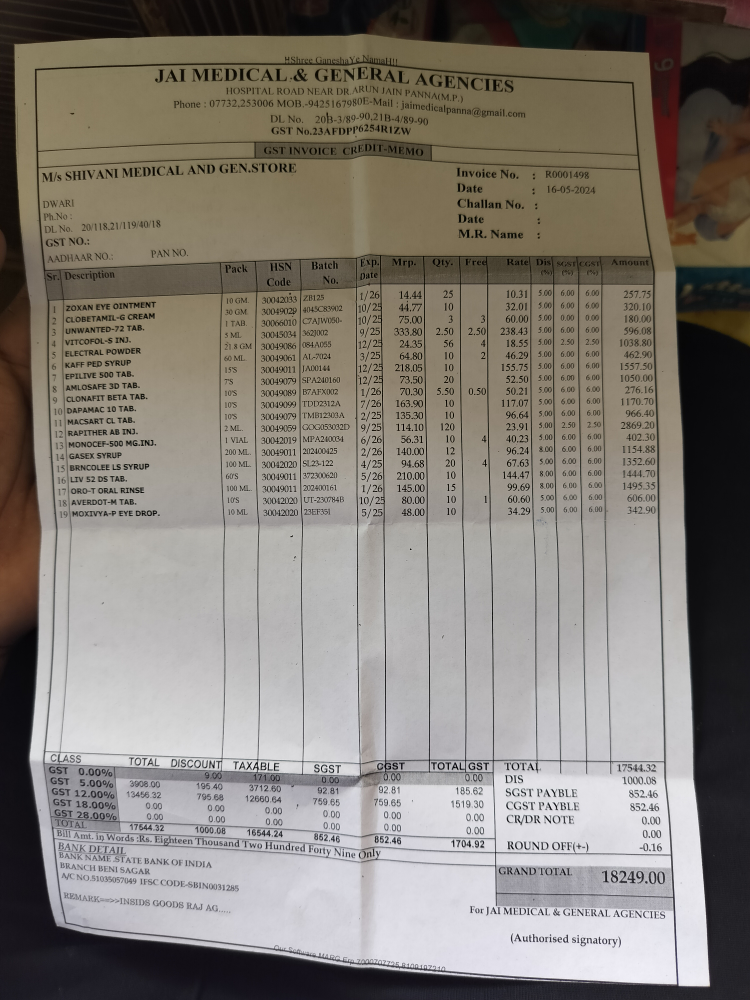 !!Shree GaneshaYe NamaH!!
JAI MEDICAL & GENERAL AGENCIES
HOSPITAL ROAD NEAR DR.ARUN JAIN PANNA(M.P.)
Phone : 07732,253006 MOB.-9425167980E-Mail : jaimedicalpanna@gmail.com
DL No. 20B-3/89-90,21B-4/89-90
GST No.23AFDPP6254R1ZW
GST INVOICE CREDIT-MEMO
M/s SHIVANI MEDICAL AND GEN.STORE
DWARI
Ph.No :
DL No. 20/118,21/119/40/18
GST NO.:
AADHAAR NO.: PAN NO.
Invoice No. : R0001498
Date : 16-05-2024
Challan No. :
Date :
M.R. Name :
Sr. Description Pack HSN Code Batch No. Exp. Date Mrp. Qty. Free Rate Dis (%) SGST (%) CGST (%) Amount
1 ZOXAN EYE OINTMENT 10 GM 30042033 ZB125 1/26 14.44 25 10.31 5.00 6.00 6.00 257.75
2 CLOBETAMIL-G CREAM 30 GM. 30049029 4045C83902 10/25 44.77 10 32.01 5.00 6.00 6.00 320.10
3 UNWANTED-72 TAB. 1 TAB 30066010 C7AJW050- 10/25 75.00 3 3 60.00 0.00 0.00 0.00 180.00
4 VITCOFOL-S INJ. 5 ML 30045034 362J002 9/25 333.80 2.50 2.50 238.43 5.00 6.00 6.00 596.08
5 ELECTRAL POWDER 21.8 GM 30049086 084A055 12/25 24.35 56 4 18.55 5.00 2.50 2.50 1038.80
6 KAFF PED SYRUP 60 ML 30049061 AL-7024 3/25 64.80 10 2 46.29 5.00 6.00 6.00 462.90
7 EPILIVE 500 TAB. 15'S 30049011 JA00144 12/25 218.05 10 155.75 5.00 6.00 6.00 1557.50
8 AMLOSAFE 3D TAB. 7'S 30049079 SPA240160 12/25 73.50 20 52.50 5.00 6.00 6.00 1050.00
9 CLONAFIT BETA TAB. 10'S 30049089 B7AFX002 1/26 70.30 5.50 0.50 50.21 5.00 6.00 6.00 276.16
10 DAPAMAC 10 TAB. 10'S 30049099 TDD2312A 7/26 163.90 10 117.07 5.00 6.00 6.00 1170.70
11 MACSART CL TAB. 10'S 30049079 TMB12303A 2/25 135.30 10 96.64 5.00 6.00 6.00 966.40
12 RAPITHER AB INJ. 2 ML 30049059 GOG053032D 9/25 114.10 120 23.91 5.00 2.50 2.50 2869.20
13 MONOCEF-500 MG.INJ. 1 VIAL 30042019 MPA240034 6/26 56.31 10 4 40.23 5.00 6.00 6.00 402.30
14 GASEX SYRUP 200 ML 30049011 202400425 2/26 140.00 12 96.24 8.00 6.00 6.00 1154.88
15 BRNCOLEE LS SYRUP 100 ML 30042020 SL23-122 4/25 94.68 20 4 67.63 5.00 6.00 6.00 1352.60
16 LIV 52 DS TAB. 60'S 30049011 372300620 5/26 210.00 10 144.47 8.00 6.00 6.00 1444.70
17 ORO-T ORAL RINSE 100 ML 30049011 202400161 1/26 145.00 15 99.69 8.00 6.00 6.00 1495.35
18 AVERDOT-M TAB. 10'S 30042020 UT-230784B 10/25 80.00 10 1 60.60 5.00 6.00 6.00 606.00
19 MOXIVYA-P EYE DROP. 10 ML 30042020 23EF351 5/25 48.00 10 34.29 5.00 6.00 6.00 342.90
CLASS TOTAL DISCOUNT TAXABLE SGST CGST TOTAL GST
GST 0.00% 9.00 171.00 0.00 0.00 0.00
GST 5.00% 3908.00 195.40 3712.60 92.81 92.81 185.62
GST 12.00% 13456.32 795.68 12660.64 759.65 759.65 1519.30
GST 18.00% 0.00 0.00 0.00 0.00 0.00 0.00
GST 28.00% 0.00 0.00 0.00 0.00 0.00 0.00
TOTAL 17544.32 1000.08 16544.24 852.46 852.46 1704.92
TOTAL 17544.32
DIS 1000.08
SGST PAYBLE 852.46
CGST PAYBLE 852.46
CR/DR NOTE 0.00
0.00
ROUND OFF(+-) -0.16
Bill Amt. in Words :Rs. Eighteen Thousand Two Hundred Forty Nine Only
GRAND TOTAL 18249.00
BANK DETAIL
BANK NAME .STATE BANK OF INDIA
BRANCH BENI SAGAR
A/C NO.51035057049 IFSC CODE-SBIN0031285
REMARK==>>INSIDS GOODS RAJ AG.....
For JAI MEDICAL & GENERAL AGENCIES
(Authorised signatory)
Our Software MARG Erp